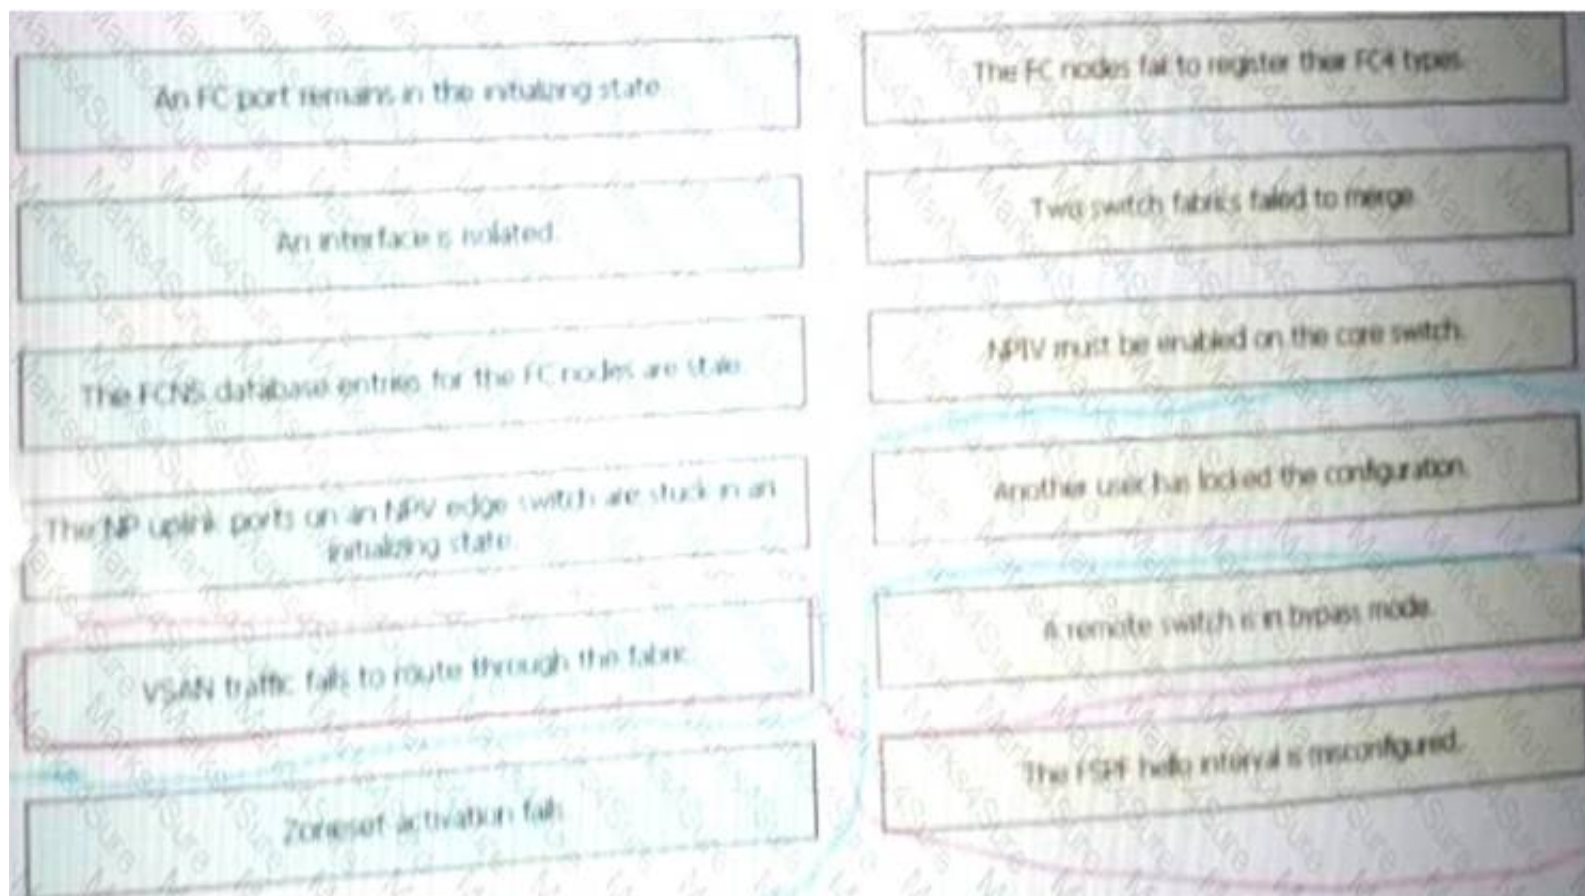 An FC port remains in the initializing state.
An interface is isolated.
The FCNS database entries for the FC nodes are stale.
The NP uplink ports on an NPV edge switch are stuck in an
initializing state.
VSAN traffic fails to route through the fabric.
Zoneset activation fails.
The FC nodes fail to register their FC4 types.
Two switch fabrics failed to merge.
NPIV must be enabled on the core switch.
Another user has locked the configuration.
A remote switch is in bypass mode.
The FSPF hello interval is misconfigured.
Marks4Sure